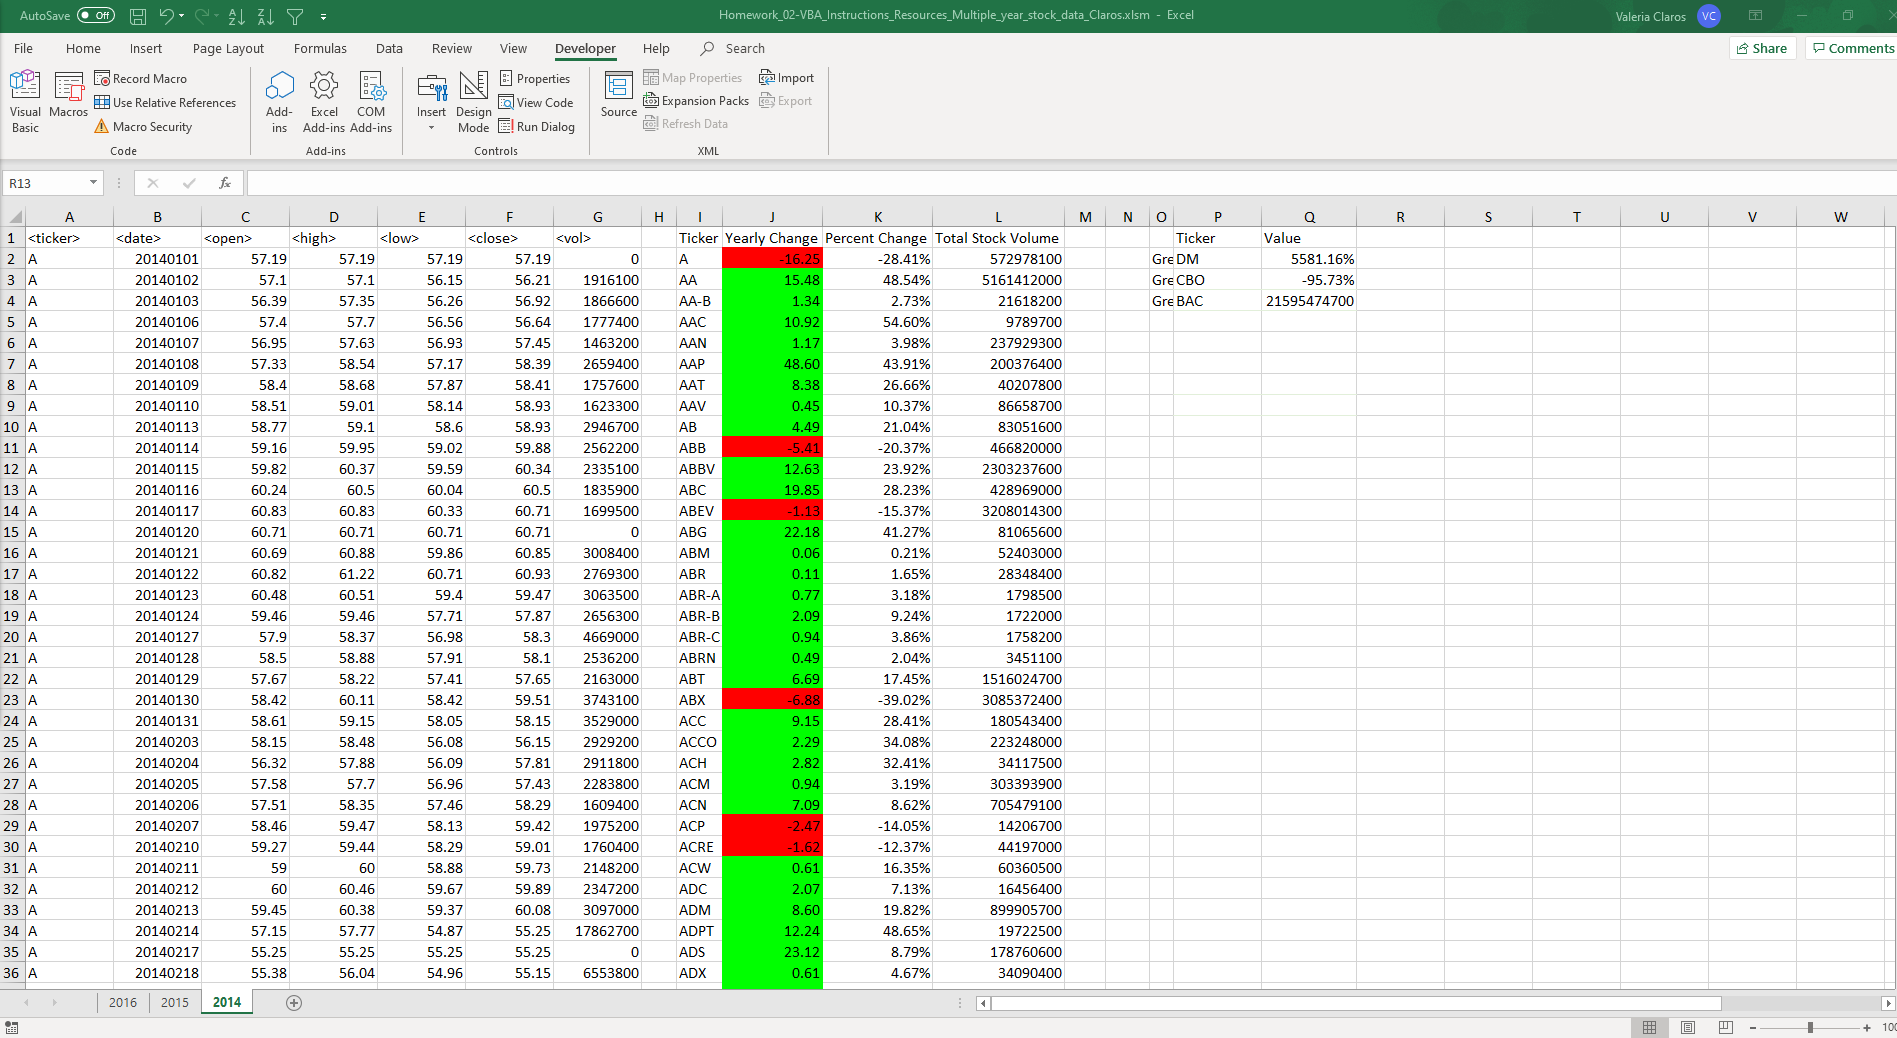 AutoSave Off
Homework_02-VBA_Instructions_Resources_Multiple_year_stock_data_Claros.xlsm - Excel
Valeria Claros VC
File Home Insert Page Layout Formulas Data Review View Developer Help Search Share Comments
Visual Basic
Macros
Record Macro
Use Relative References
Macro Security
Code
Add-ins
Excel Add-ins
COM Add-ins
Add-ins
Insert
Design Mode
Properties
View Code
Run Dialog
Controls
Source
Map Properties
Expansion Packs
Refresh Data
Import
Export
XML
R13 fx
A B C D E F G H I J K L M N O P Q R S T U V W
1 <ticker> <date> <open> <high> <low> <close> <vol> Ticker Yearly Change Percent Change Total Stock Volume Ticker Value
2 A 20140101 57.19 57.19 57.19 57.19 0 A -16.25 -28.41% 572978100 Gre DM 5581.16%
3 A 20140102 57.1 57.1 56.15 56.21 1916100 AA 15.48 48.54% 5161412000 Gre CBO -95.73%
4 A 20140103 56.39 57.35 56.26 56.92 1866600 AA-B 1.34 2.73% 21618200 Gre BAC 21595474700
5 A 20140106 57.4 57.7 56.56 56.64 1777400 AAC 10.92 54.60% 9789700
6 A 20140107 56.95 57.63 56.93 57.45 1463200 AAN 1.17 3.98% 237929300
7 A 20140108 57.33 58.54 57.17 58.39 2659400 AAP 48.60 43.91% 200376400
8 A 20140109 58.4 58.68 57.87 58.41 1757600 AAT 8.38 26.66% 40207800
9 A 20140110 58.51 59.01 58.14 58.93 1623300 AAV 0.45 10.37% 86658700
10 A 20140113 58.77 59.1 58.6 58.93 2946700 AB 4.49 21.04% 83051600
11 A 20140114 59.16 59.95 59.02 59.88 2562200 ABB -5.41 -20.37% 466820000
12 A 20140115 59.82 60.37 59.59 60.34 2335100 ABBV 12.63 23.92% 2303237600
13 A 20140116 60.24 60.5 60.04 60.5 1835900 ABC 19.85 28.23% 428969000
14 A 20140117 60.83 60.83 60.33 60.71 1699500 ABEV -1.13 -15.37% 3208014300
15 A 20140120 60.71 60.71 60.71 60.71 0 ABG 22.18 41.27% 81065600
16 A 20140121 60.69 60.88 59.86 60.85 3008400 ABM 0.06 0.21% 52403000
17 A 20140122 60.82 61.22 60.71 60.93 2769300 ABR 0.11 1.65% 28348400
18 A 20140123 60.48 60.51 59.4 59.47 3063500 ABR-A 0.77 3.18% 1798500
19 A 20140124 59.46 59.46 57.71 57.87 2656300 ABR-B 2.09 9.24% 1722000
20 A 20140127 57.9 58.37 56.98 58.3 4669000 ABR-C 0.94 3.86% 1758200
21 A 20140128 58.5 58.88 57.91 58.1 2536200 ABRN 0.49 2.04% 3451100
22 A 20140129 57.67 58.22 57.41 57.65 2163000 ABT 6.69 17.45% 1516024700
23 A 20140130 58.42 60.11 58.42 59.51 3743100 ABX -6.88 -39.02% 3085372400
24 A 20140131 58.61 59.15 58.05 58.15 3529000 ACC 9.15 28.41% 180543400
25 A 20140203 58.15 58.48 56.08 56.15 2929200 ACCO 2.29 34.08% 223248000
26 A 20140204 56.32 57.88 56.09 57.81 2911800 ACH 2.82 32.41% 34117500
27 A 20140205 57.58 57.7 56.96 57.43 2283800 ACM 0.94 3.19% 303393900
28 A 20140206 57.51 58.35 57.46 58.29 1609400 ACN 7.09 8.62% 705479100
29 A 20140207 58.46 59.47 58.13 59.42 1975200 ACP -2.47 -14.05% 14206700
30 A 20140210 59.27 59.44 58.29 59.01 1760400 ACRE -1.62 -12.37% 44197000
31 A 20140211 59 60 58.88 59.73 2148200 ACW 0.61 16.35% 60360500
32 A 20140212 60 60.46 59.67 59.89 2347200 ADC 2.07 7.13% 16456400
33 A 20140213 59.45 60.38 59.37 60.08 3097000 ADM 8.60 19.82% 899905700
34 A 20140214 57.15 57.77 54.87 55.25 17862700 ADPT 12.24 48.65% 19722500
35 A 20140217 55.25 55.25 55.25 55.25 0 ADS 23.12 8.79% 178760600
36 A 20140218 55.38 56.04 54.96 55.15 6553800 ADX 0.61 4.67% 34090400
2016 2015 2014
100